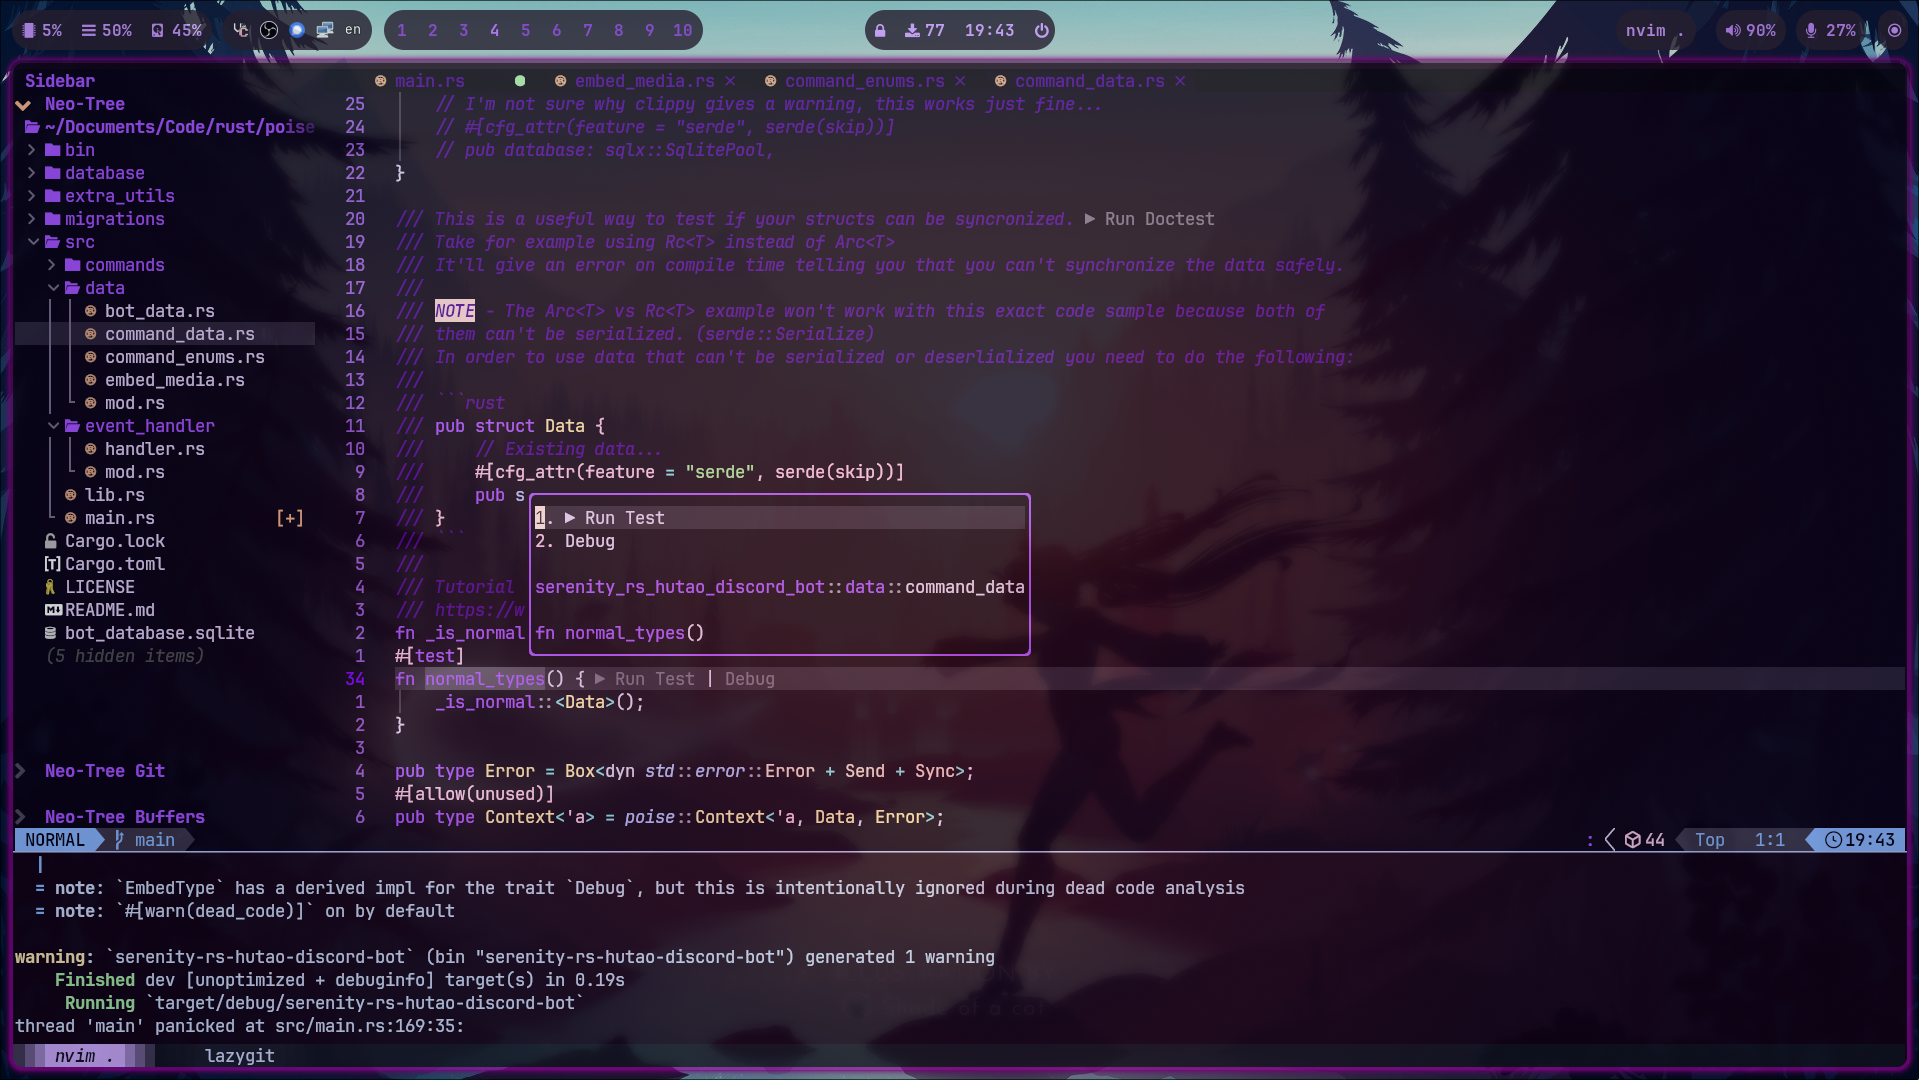 5% 50% 45% en 1 2 3 4 5 6 7 8 9 10 77 19:43 nvim . 90% 27%
Sidebar
main.rs embed_media.rs × command_enums.rs × command_data.rs ×
Neo-Tree
~/Documents/Code/rust/poise
bin
database
extra_utils
migrations
src
commands
data
bot_data.rs
command_data.rs
command_enums.rs
embed_media.rs
mod.rs
event_handler
handler.rs
mod.rs
lib.rs
main.rs [+]
Cargo.lock
Cargo.toml
LICENSE
README.md
bot_database.sqlite
(5 hidden items)
Neo-Tree Git
Neo-Tree Buffers
25 // I'm not sure why clippy gives a warning, this works just fine...
24 // #[cfg_attr(feature = "serde", serde(skip))]
23 // pub database: sqlx::SqlitePool,
22 }
21
20 /// This is a useful way to test if your structs can be syncronized. ▶ Run Doctest
19 /// Take for example using Rc<T> instead of Arc<T>
18 /// It'll give an error on compile time telling you that you can't synchronize the data safely.
17 ///
16 /// NOTE - The Arc<T> vs Rc<T> example won't work with this exact code sample because both of
15 /// them can't be serialized. (serde::Serialize)
14 /// In order to use data that can't be serialized or deserlialized you need to do the following:
13 ///
12 /// ```rust
11 /// pub struct Data {
10 /// // Existing data...
9 /// #[cfg_attr(feature = "serde", serde(skip))]
8 /// pub s
7 /// }
6 /// ```
5 ///
4 /// Tutorial
3 /// https://w
2 fn _is_normal
1 #[test]
34 fn normal_types() { ▶ Run Test | Debug
1 _is_normal::<Data>();
2 }
3
4 pub type Error = Box<dyn std::error::Error + Send + Sync>;
5 #[allow(unused)]
6 pub type Context<'a> = poise::Context<'a, Data, Error>;
1. ▶ Run Test
2. Debug
serenity_rs_hutao_discord_bot::data::command_data
fn normal_types()
NORMAL main : 44 Top 1:1 19:43
= note: `EmbedType` has a derived impl for the trait `Debug`, but this is intentionally ignored during dead code analysis
= note: `#[warn(dead_code)]` on by default
warning: `serenity-rs-hutao-discord-bot` (bin "serenity-rs-hutao-discord-bot") generated 1 warning
Finished dev [unoptimized + debuginfo] target(s) in 0.19s
Running `target/debug/serenity-rs-hutao-discord-bot`
thread 'main' panicked at src/main.rs:169:35:
nvim . lazygit